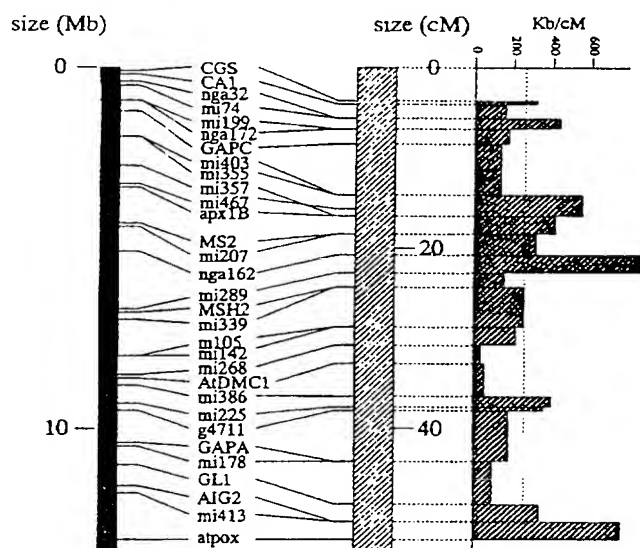 size (Mb)
size (cM)
Kb/cM
0 200 400 600
0
0
CGS
CA1
nga32
mi74
mi199
nga172
GAPC
mi403
mi355
mi357
mi467
apx1B
MS2
mi207
20
nga162
mi289
MSH2
mi339
m105
mi142
mi268
AtDMC1
mi386
mi225
10
g4711
40
GAPA
mi178
GL1
AIG2
mi413
atpox